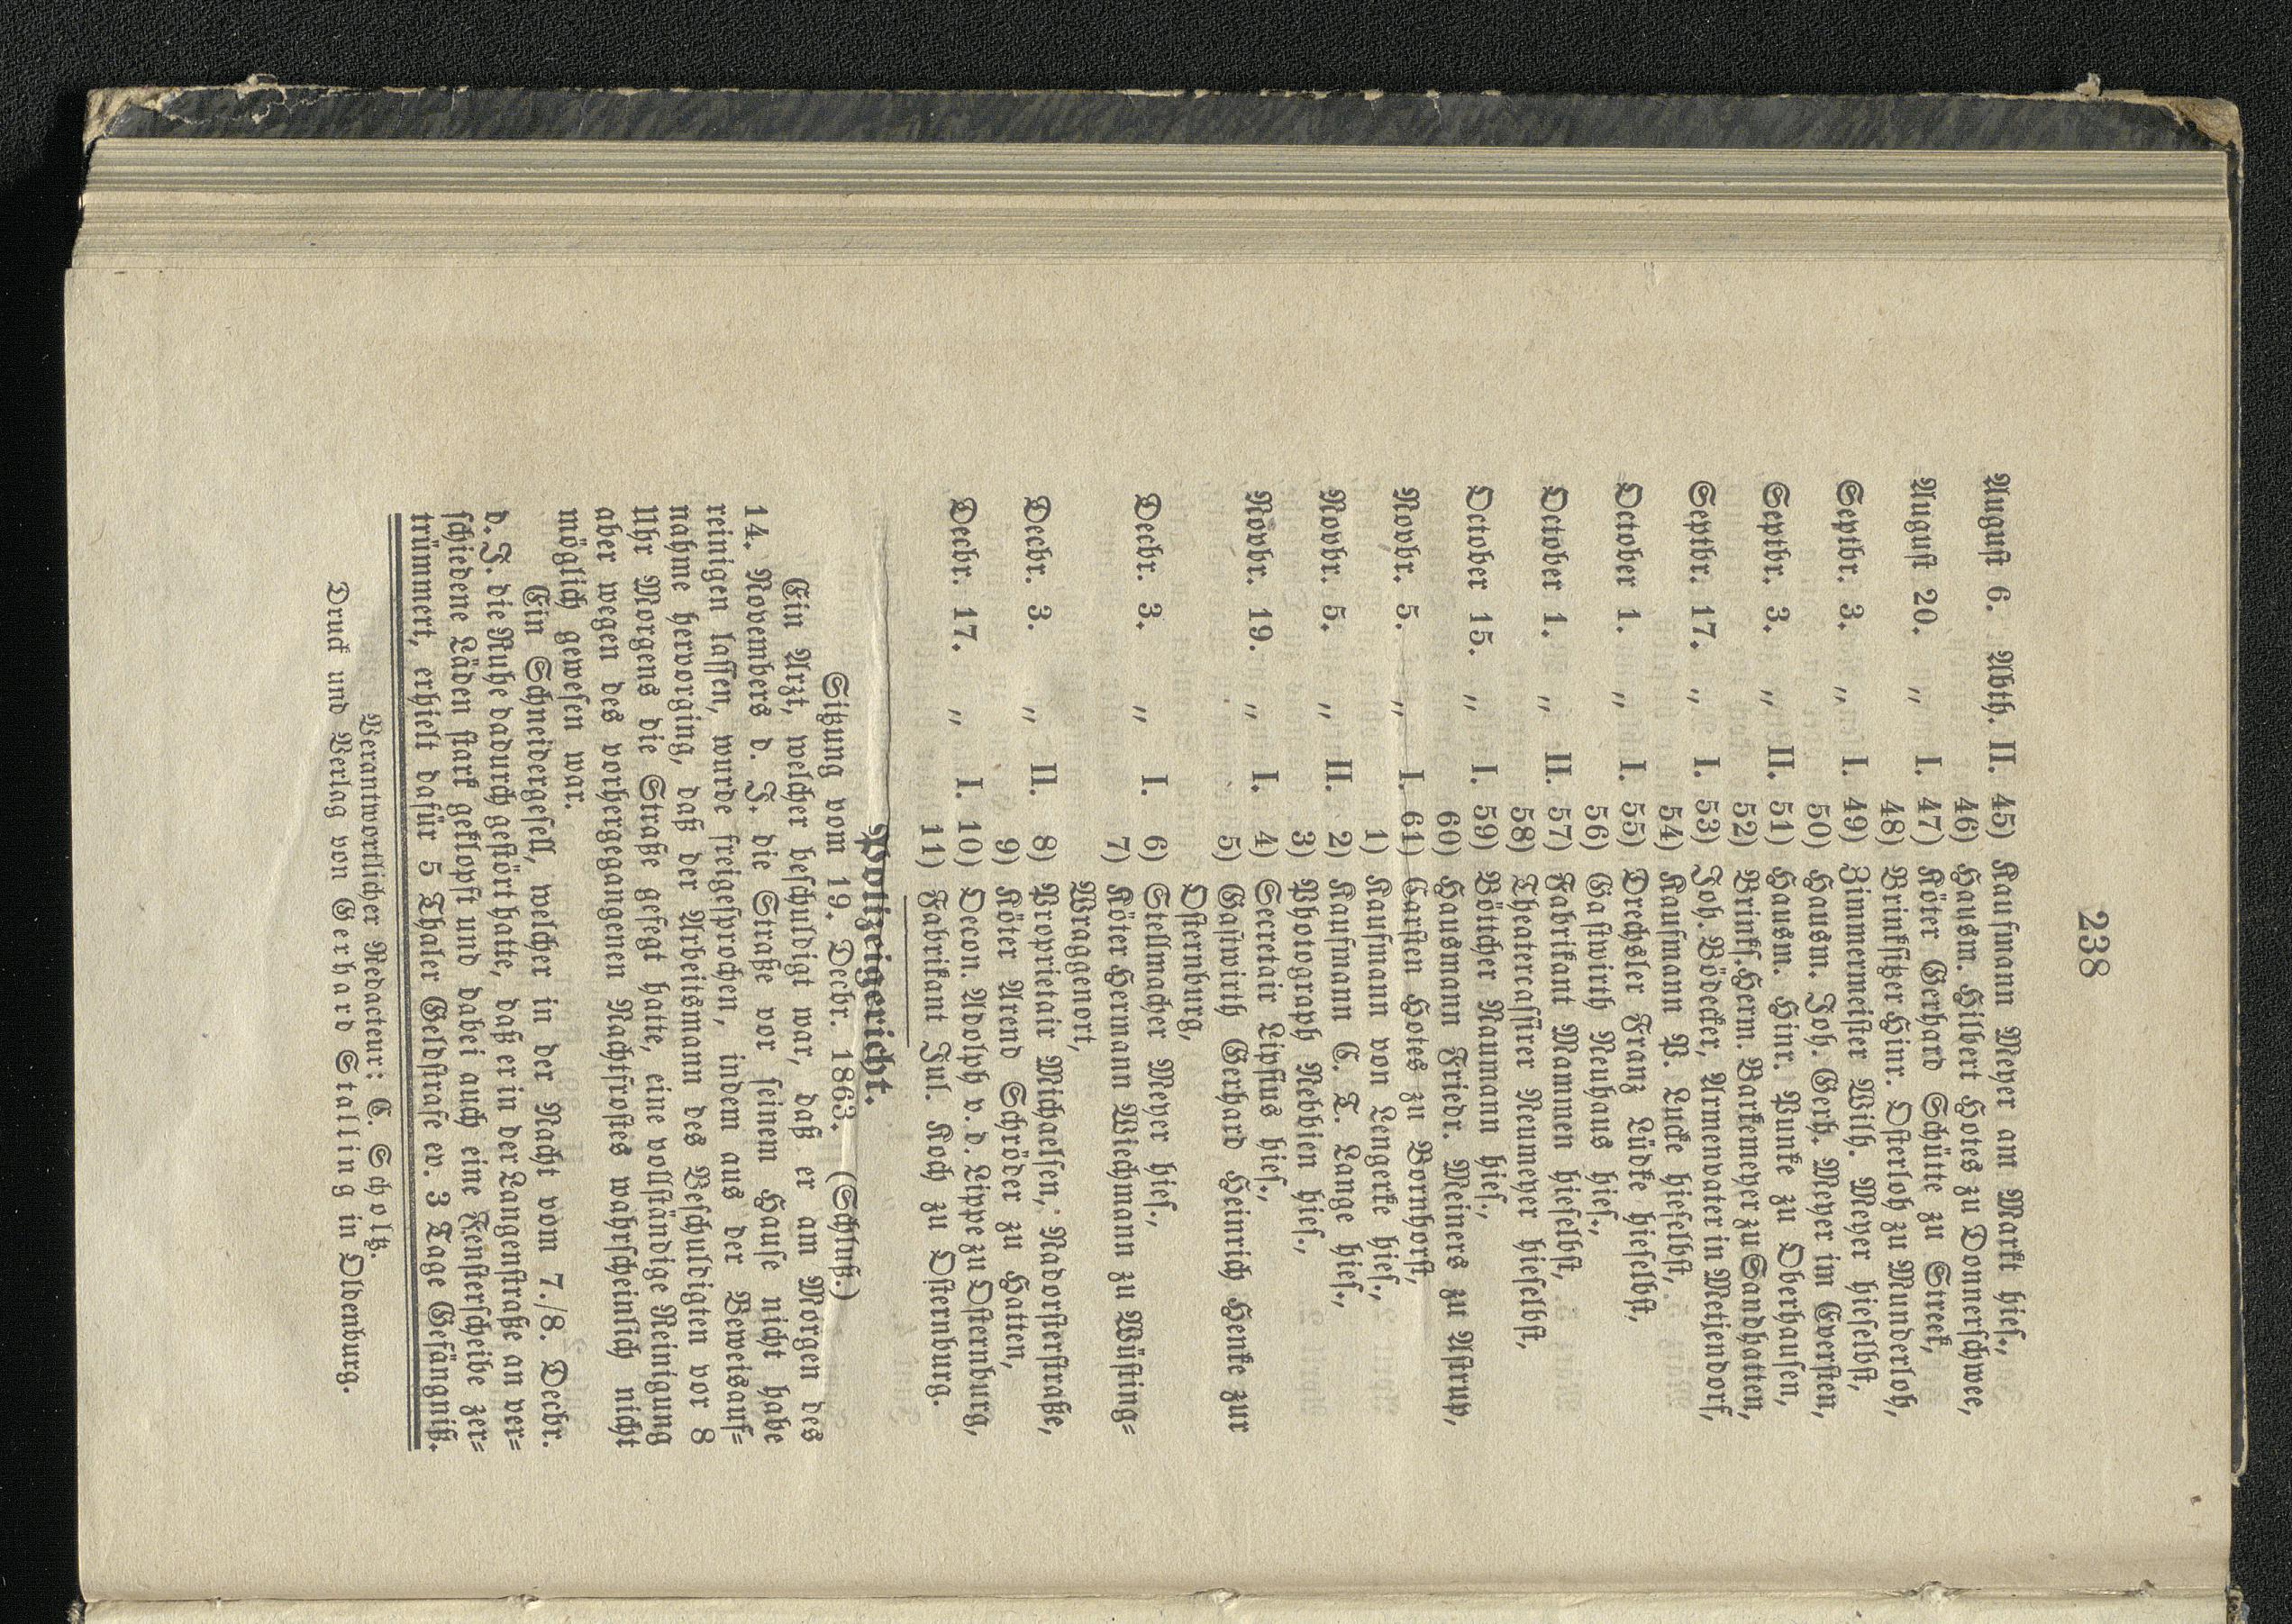 238
August 6. Abth. II. 45) Kaufmann Meyer am Markt hies.,
46) Hausm. Hilbert Hotes zu Donnerschwee,
August 20. „ I. 47) Köter Gerhard Schütte zu Streek,
48) Brinksitzer Hinr. Osterloh zu Munderloh,
Septbr. 3. „ I. 49) Zimmermeister Wilh. Meyer hieselbst,
50) Hausm. Joh. Gerh. Meyer im Eversten,
Septbr. 3. „ II. 51) Hausm. Hinr. Punke zu Oberhausen,
52) Brinks. Herm. Barkemeyer zu Sandhatten,
Septbr. 17. „ I. 53) Joh. Bödecker, Armenvater in Metjendorf,
54) Kaufmann P. Lucke hieselbst,
October 1. „ I. 55) Drechsler Franz Lüdke hieselbst,
56) Gastwirth Neuhaus hies.,
October 1. „ II. 57) Fabrikant Mammen hieselbst,
58) Theatercassirer Neumeyer hieselbst,
October 15. „ I. 59) Böttcher Naumann hies.,
60) Hausmann Friedr. Meiners zu Astrup,
Novbr. 5. „ I. 61) Carsten Hotes zu Bornhorst,
1) Kaufmann von Lengerke hies.,
Novbr. 5. „ II. 2) Kaufmann C. T. Lange hies.,
3) Photograph Rebbien hies.,
Novbr. 19. „ I. 4) Secretair Lipsius hies.,
5) Gastwirth Gerhard Heinrich Henke zur
Osternburg,
Decbr. 3. „ I. 6) Stellmacher Meyer hies.,
7) Köter Hermann Wiechmann zu Wüsting=
Wraggenort,
Decbr. 3. „ II. 8) Proprietair Michaelsen, Nadorsterstraße,
9) Köter Arend Schröder zu Hatten,
Decbr. 17. „ I. 10) Oecon. Adolph v. d. Lippe zu Osternburg,
11) Fabrikant Jul. Koch zu Osternburg.
Polizeigericht.
Sitzung vom 19. Decbr. 1863. (Schluß.)
Ein Arzt, welcher beschuldigt war, daß er am Morgen des
14. Novembers d. J. die Straße vor seinem Hause nicht habe
reinigen lassen, wurde freigesprochen, indem aus der Beweisauf=
nahme hervorging, daß der Arbeitsmann des Beschuldigten vor 8
Uhr Morgens die Straße gefegt hatte, eine vollständige Reinigung
aber wegen des vorhergegangenen Nachtfrostes wahrscheinlich nicht
möglich gewesen war.
Ein Schneidergesell, welcher in der Nacht vom 7./8. Decbr.
d. J. die Ruhe dadurch gestört hatte, daß er in der Langenstraße an ver=
schiedene Läden stark geklopft und dabei auch eine Fensterscheibe zer=
trümmert, erhielt dafür 5 Thaler Geldstrafe ev. 3 Tage Gefängniß.
Verantwortlicher Redacteur: C. Scholtz.
Druck und Verlag von Gerhard Stalling in Oldenburg.